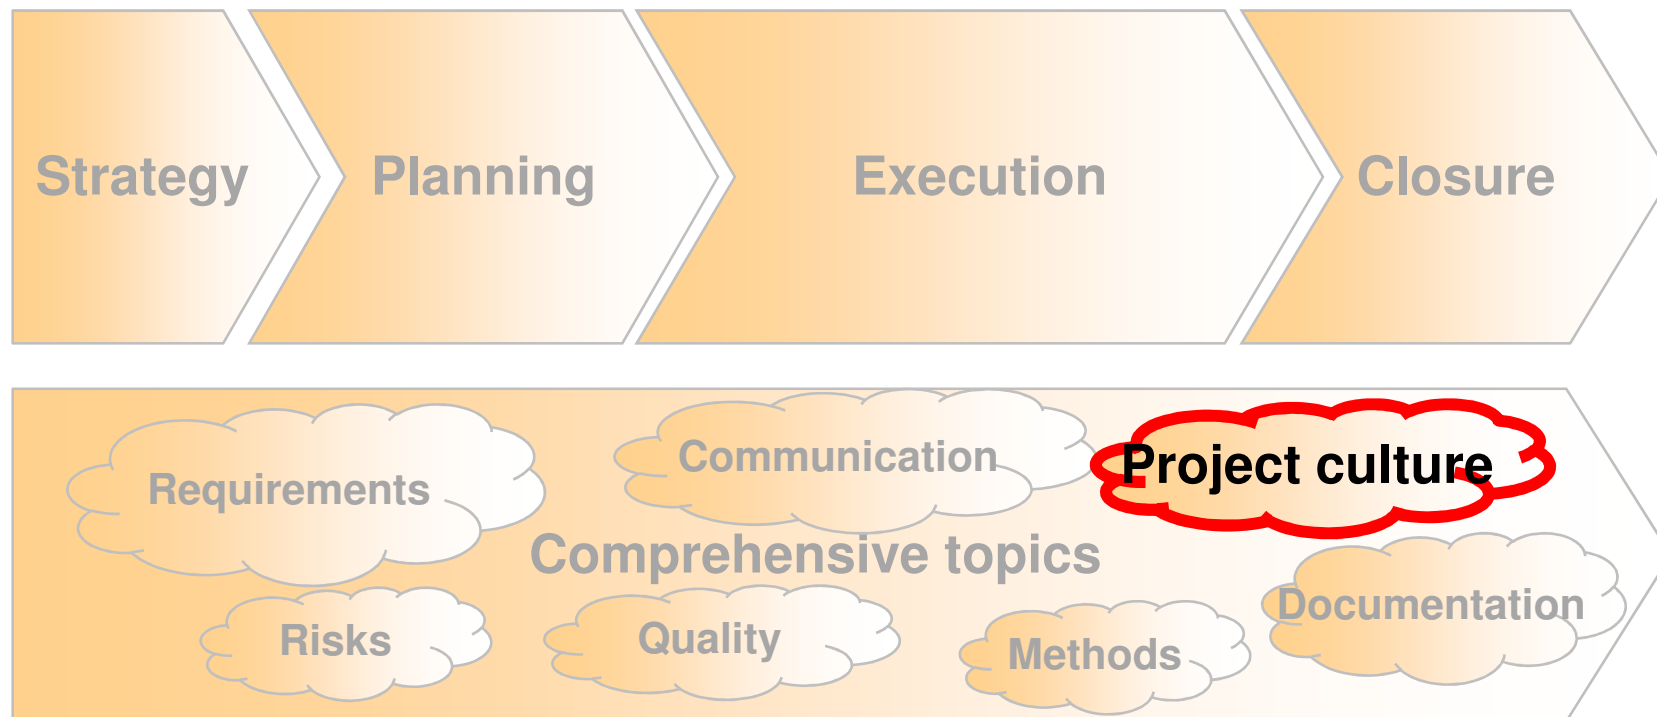 Strategy
Planning
Execution
Closure
Requirements
Communication
Project culture
Comprehensive topics
Risks
Quality
Methods
Documentation